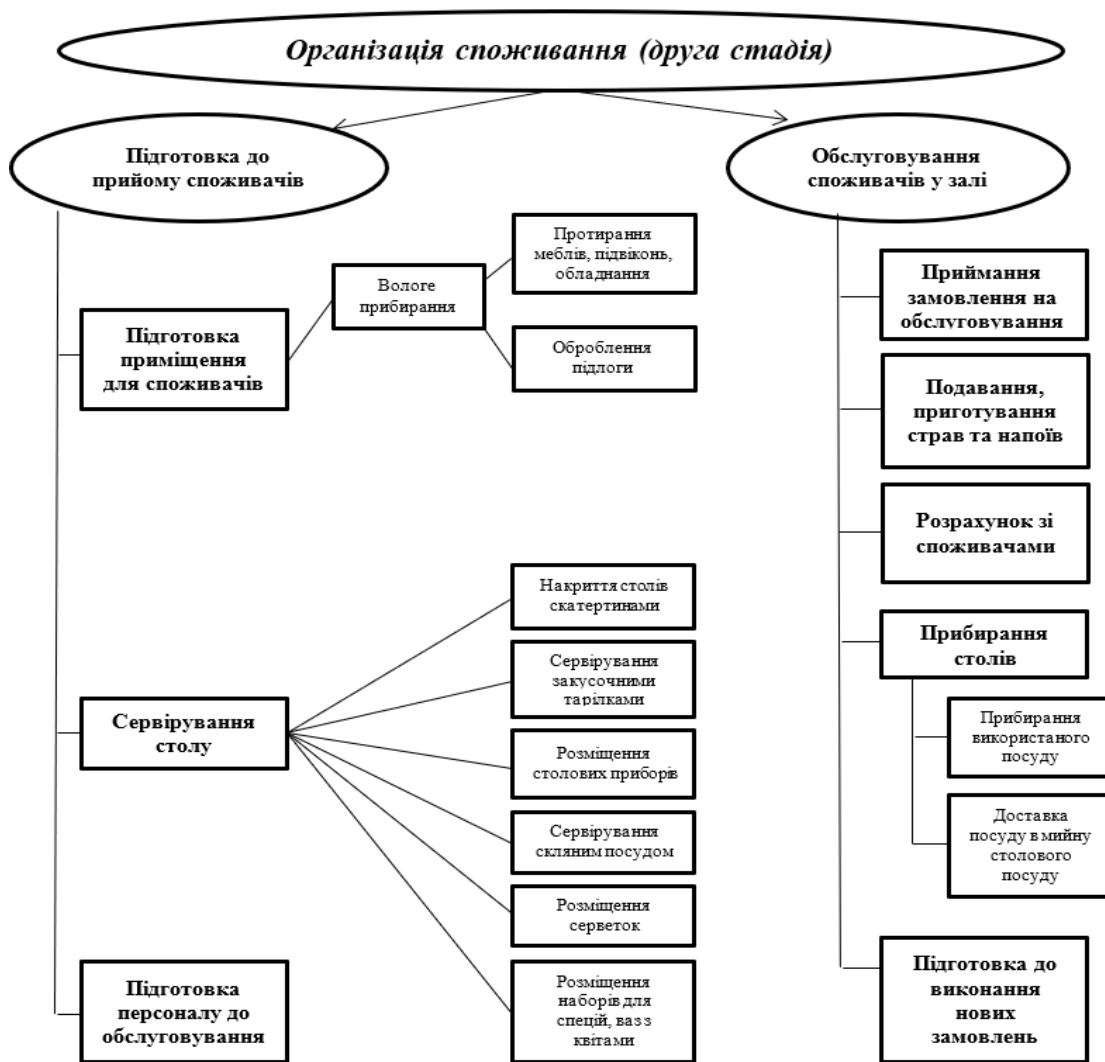 Організація споживання (друга стадія)
Підготовка до
прийому споживачів
Підготовка
приміщення
для споживачів
Вологе
прибирання
Протирання
меблів, підвіконь,
обладнання
Оброблення
підлоги
Сервірування
столу
Накриття столів
скатертинами
Сервірування
закусочними
тарілками
Розміщення
столових приборів
Сервірування
скляним посудом
Розміщення
серветок
Розміщення
наборів для
спецій, ваз з
квітами
Підготовка
персоналу до
обслуговування
Обслуговування
споживачів у залі
Приймання
замовлення на
обслуговування
Подавання,
приготування
страв та напоїв
Розрахунок зі
споживачами
Прибирання
столів
Прибирання
використаного
посуду
Доставка
посуду в мийну
столового
посуду
Підготовка до
виконання
нових
замовлень